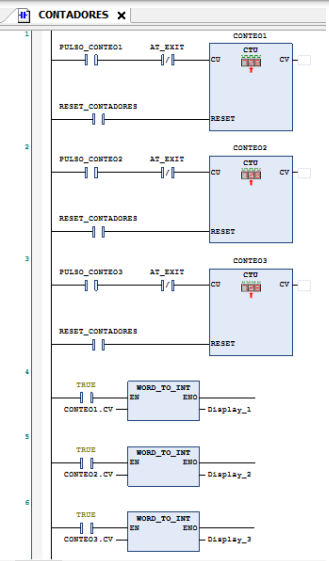 CONTADORES
1
CONTEO1
PULSO_CONTEO1 AT_EXIT CTU
CU CV
RESET_CONTADORES
RESET
2
CONTEO2
PULSO_CONTEO2 AT_EXIT CTU
CU CV
RESET_CONTADORES
RESET
3
CONTEO3
PULSO_CONTEO3 AT_EXIT CTU
CU CV
RESET_CONTADORES
RESET
4
TRUE WORD_TO_INT
EN ENO
CONTEO1.CV Display_1
5
TRUE WORD_TO_INT
EN ENO
CONTEO2.CV Display_2
6
TRUE WORD_TO_INT
EN ENO
CONTEO3.CV Display_3